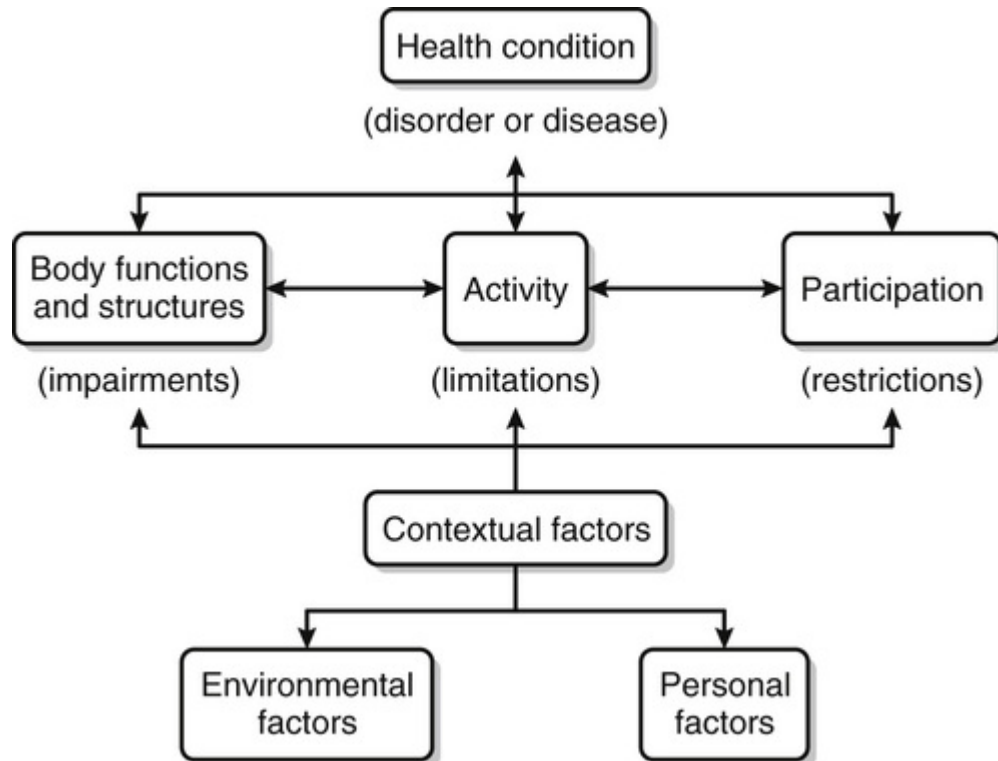 Health condition
(disorder or disease)
Body functions
and structures
Activity
Participation
(impairments)
(limitations)
(restrictions)
Contextual factors
Environmental
factors
Personal
factors